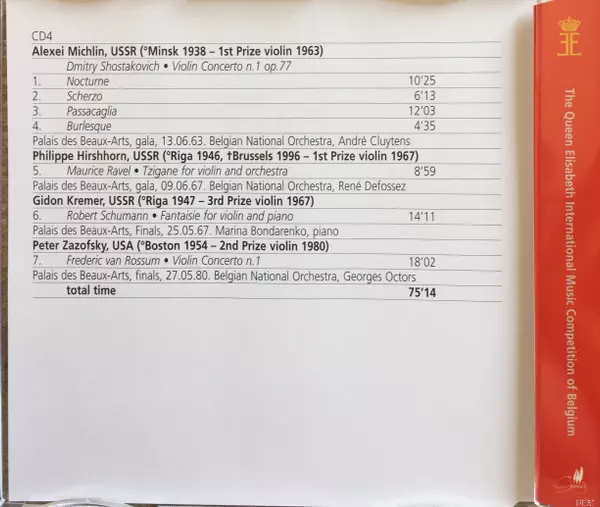 CD4
Alexei Michlin, USSR (°Minsk 1938 – 1st Prize violin 1963)
Dmitry Shostakovich • Violin Concerto n.1 op.77
1. Nocturne 10'25
2. Scherzo 6'13
3. Passacaglia 12'03
4. Burlesque 4'35
Palais des Beaux-Arts, gala, 13.06.63. Belgian National Orchestra, André Cluytens
Philippe Hirshhorn, USSR (°Riga 1946, †Brussels 1996 – 1st Prize violin 1967)
5. Maurice Ravel • Tzigane for violin and orchestra 8'59
Palais des Beaux-Arts, gala, 09.06.67. Belgian National Orchestra, René Defossez
Gidon Kremer, USSR (°Riga 1947 – 3rd Prize violin 1967)
6. Robert Schumann • Fantaisie for violin and piano 14'11
Palais des Beaux-Arts, Finals, 25.05.67. Marina Bondarenko, piano
Peter Zazofsky, USA (°Boston 1954 – 2nd Prize violin 1980)
7. Frederic van Rossum • Violin Concerto n.1 18'02
Palais des Beaux-Arts, finals, 27.05.80. Belgian National Orchestra, Georges Octors
total time 75'14
The Queen Elisabeth International Music Competition of Belgium